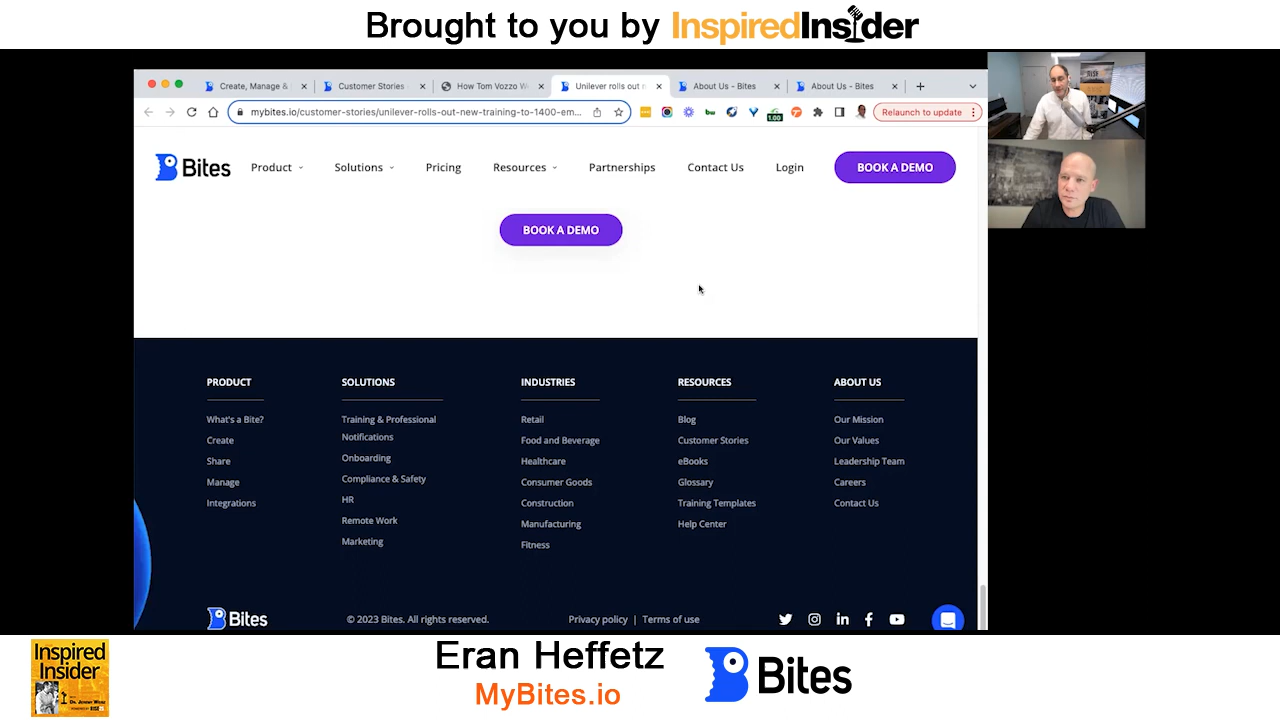 Brought to you by InspiredInsider
Create, Manage &
Customer Stories
How Tom Vozzo W
Unilever rolls out n
About Us - Bites
About Us - Bites
mybites.io/customer-stories/unilever-rolls-out-new-training-to-1400-em...
1.00
Relaunch to update
Bites
Product
Solutions
Pricing
Resources
Partnerships
Contact Us
Login
BOOK A DEMO
BOOK A DEMO
PRODUCT
What's a Bite?
Create
Share
Manage
Integrations
SOLUTIONS
Training & Professional
Notifications
Onboarding
Compliance & Safety
HR
Remote Work
Marketing
INDUSTRIES
Retail
Food and Beverage
Healthcare
Consumer Goods
Construction
Manufacturing
Fitness
RESOURCES
Blog
Customer Stories
eBooks
Glossary
Training Templates
Help Center
ABOUT US
Our Mission
Our Values
Leadership Team
Careers
Contact Us
Bites
© 2023 Bites. All rights reserved.
Privacy policy | Terms of use
Inspired
Insider
Eran Heffetz
MyBites.io
Bites